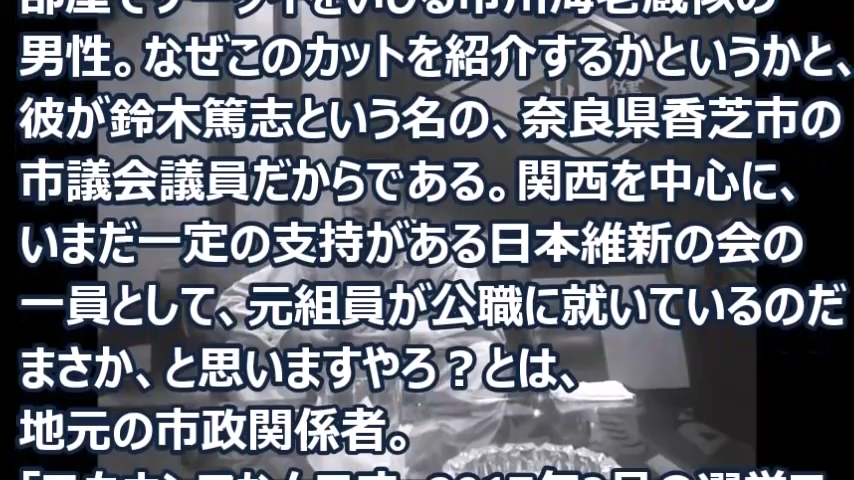 男性。なぜこのカットを紹介するかというかと、
彼が鈴木篤志という名の、奈良県香芝市の
市議会議員だからである。関西を中心に、
いまだ一定の支持がある日本維新の会の
一員として、元組員が公職に就いているのだ
まさか、と思いますやろ？とは、
地元の市政関係者。